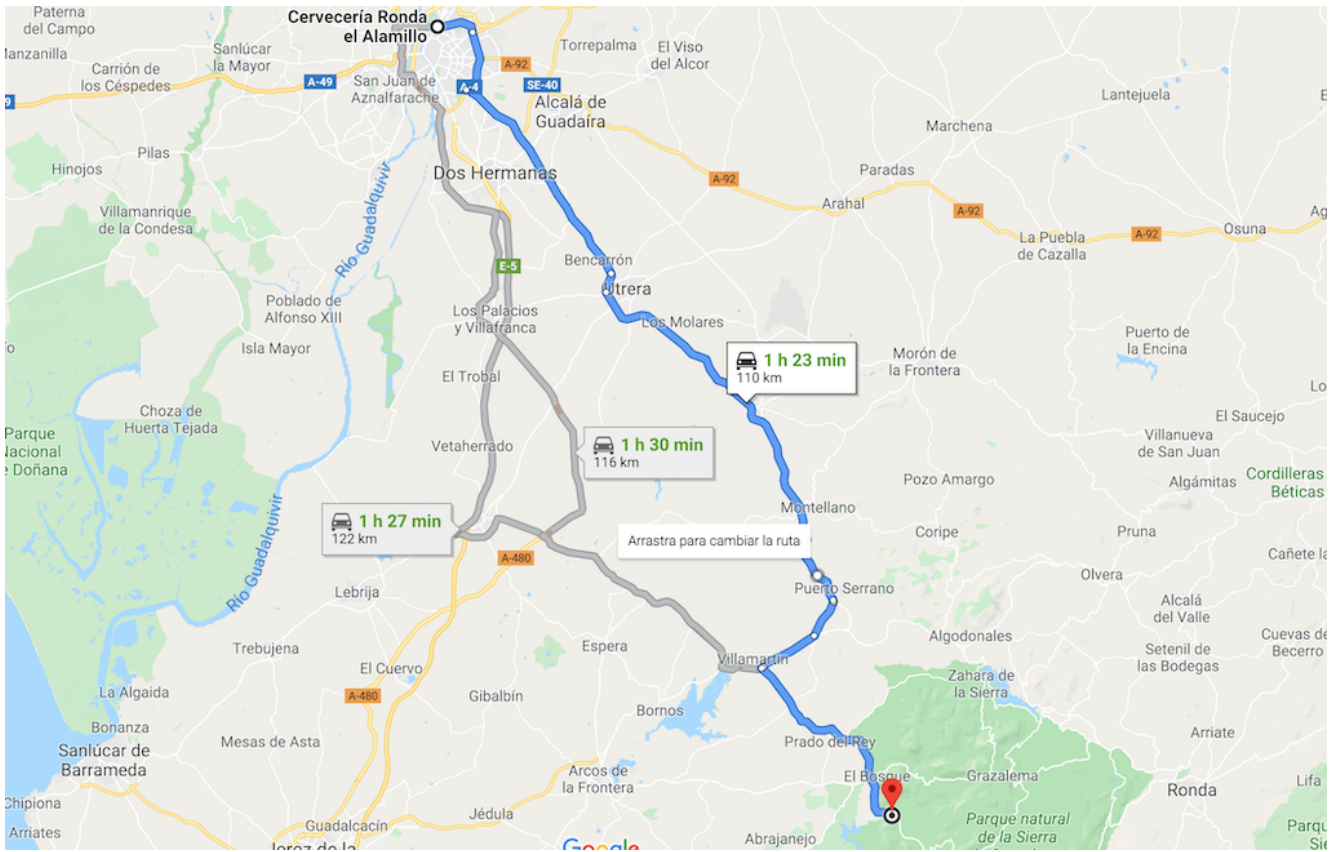 Paterna
del Campo
Manzanilla
Carrión de
los Céspedes
Sanlúcar
la Mayor
Cervecería Ronda
el Alamillo
Torrepalma
El Viso
del Alcor
A-92
A-49
San Juan de
Aznalfarache
A-4
SE-40
Alcalá de
Guadaíra
Lantejuela
Marchena
9
Pilas
Hinojos
Dos Hermanas
A-92
Paradas
Villamanrique
de la Condesa
Río Guadalquivir
Arahal
A-92
La Puebla
de Cazalla
A-92
Osuna
Ag
Bencarrón
E-5
Utrera
Poblado de
Alfonso XIII
Los Palacios
y Villafranca
Los Molares
Isla Mayor
Puerto de
la Encina
1 h 23 min
110 km
Morón de
la Frontera
El Trobal
Lo
Choza de
Huerta Tejada
El Saucejo
Parque
Nacional
e Doñana
Vetaherrado
1 h 30 min
116 km
Villanueva
de San Juan
Pozo Amargo
Algámitas
Cordilleras
Béticas
Río Guadalquivir
1 h 27 min
122 km
Montellano
Arrastra para cambiar la ruta
Coripe
Pruna
A-480
Cañete la
Lebrija
Puerto Serrano
Olvera
Alcalá
del Valle
Trebujena
Espera
Algodonales
Setenil de
las Bodegas
Cuevas de
Becerro
El Cuervo
Villamartín
Zahara de
la Sierra
La Algaida
A-480
Gibalbín
Bornos
Bonanza
Mesas de Asta
Prado del Rey
Arriate
Sanlúcar de
Barrameda
Arcos de
la Frontera
El Bosque
Grazalema
Ronda
Lifa
Chipiona
Jédula
Arriates
Guadalcacín
Abrajanejo
Parque natural
de la Sierra
Parqu
Sie
Jerez de la
Google